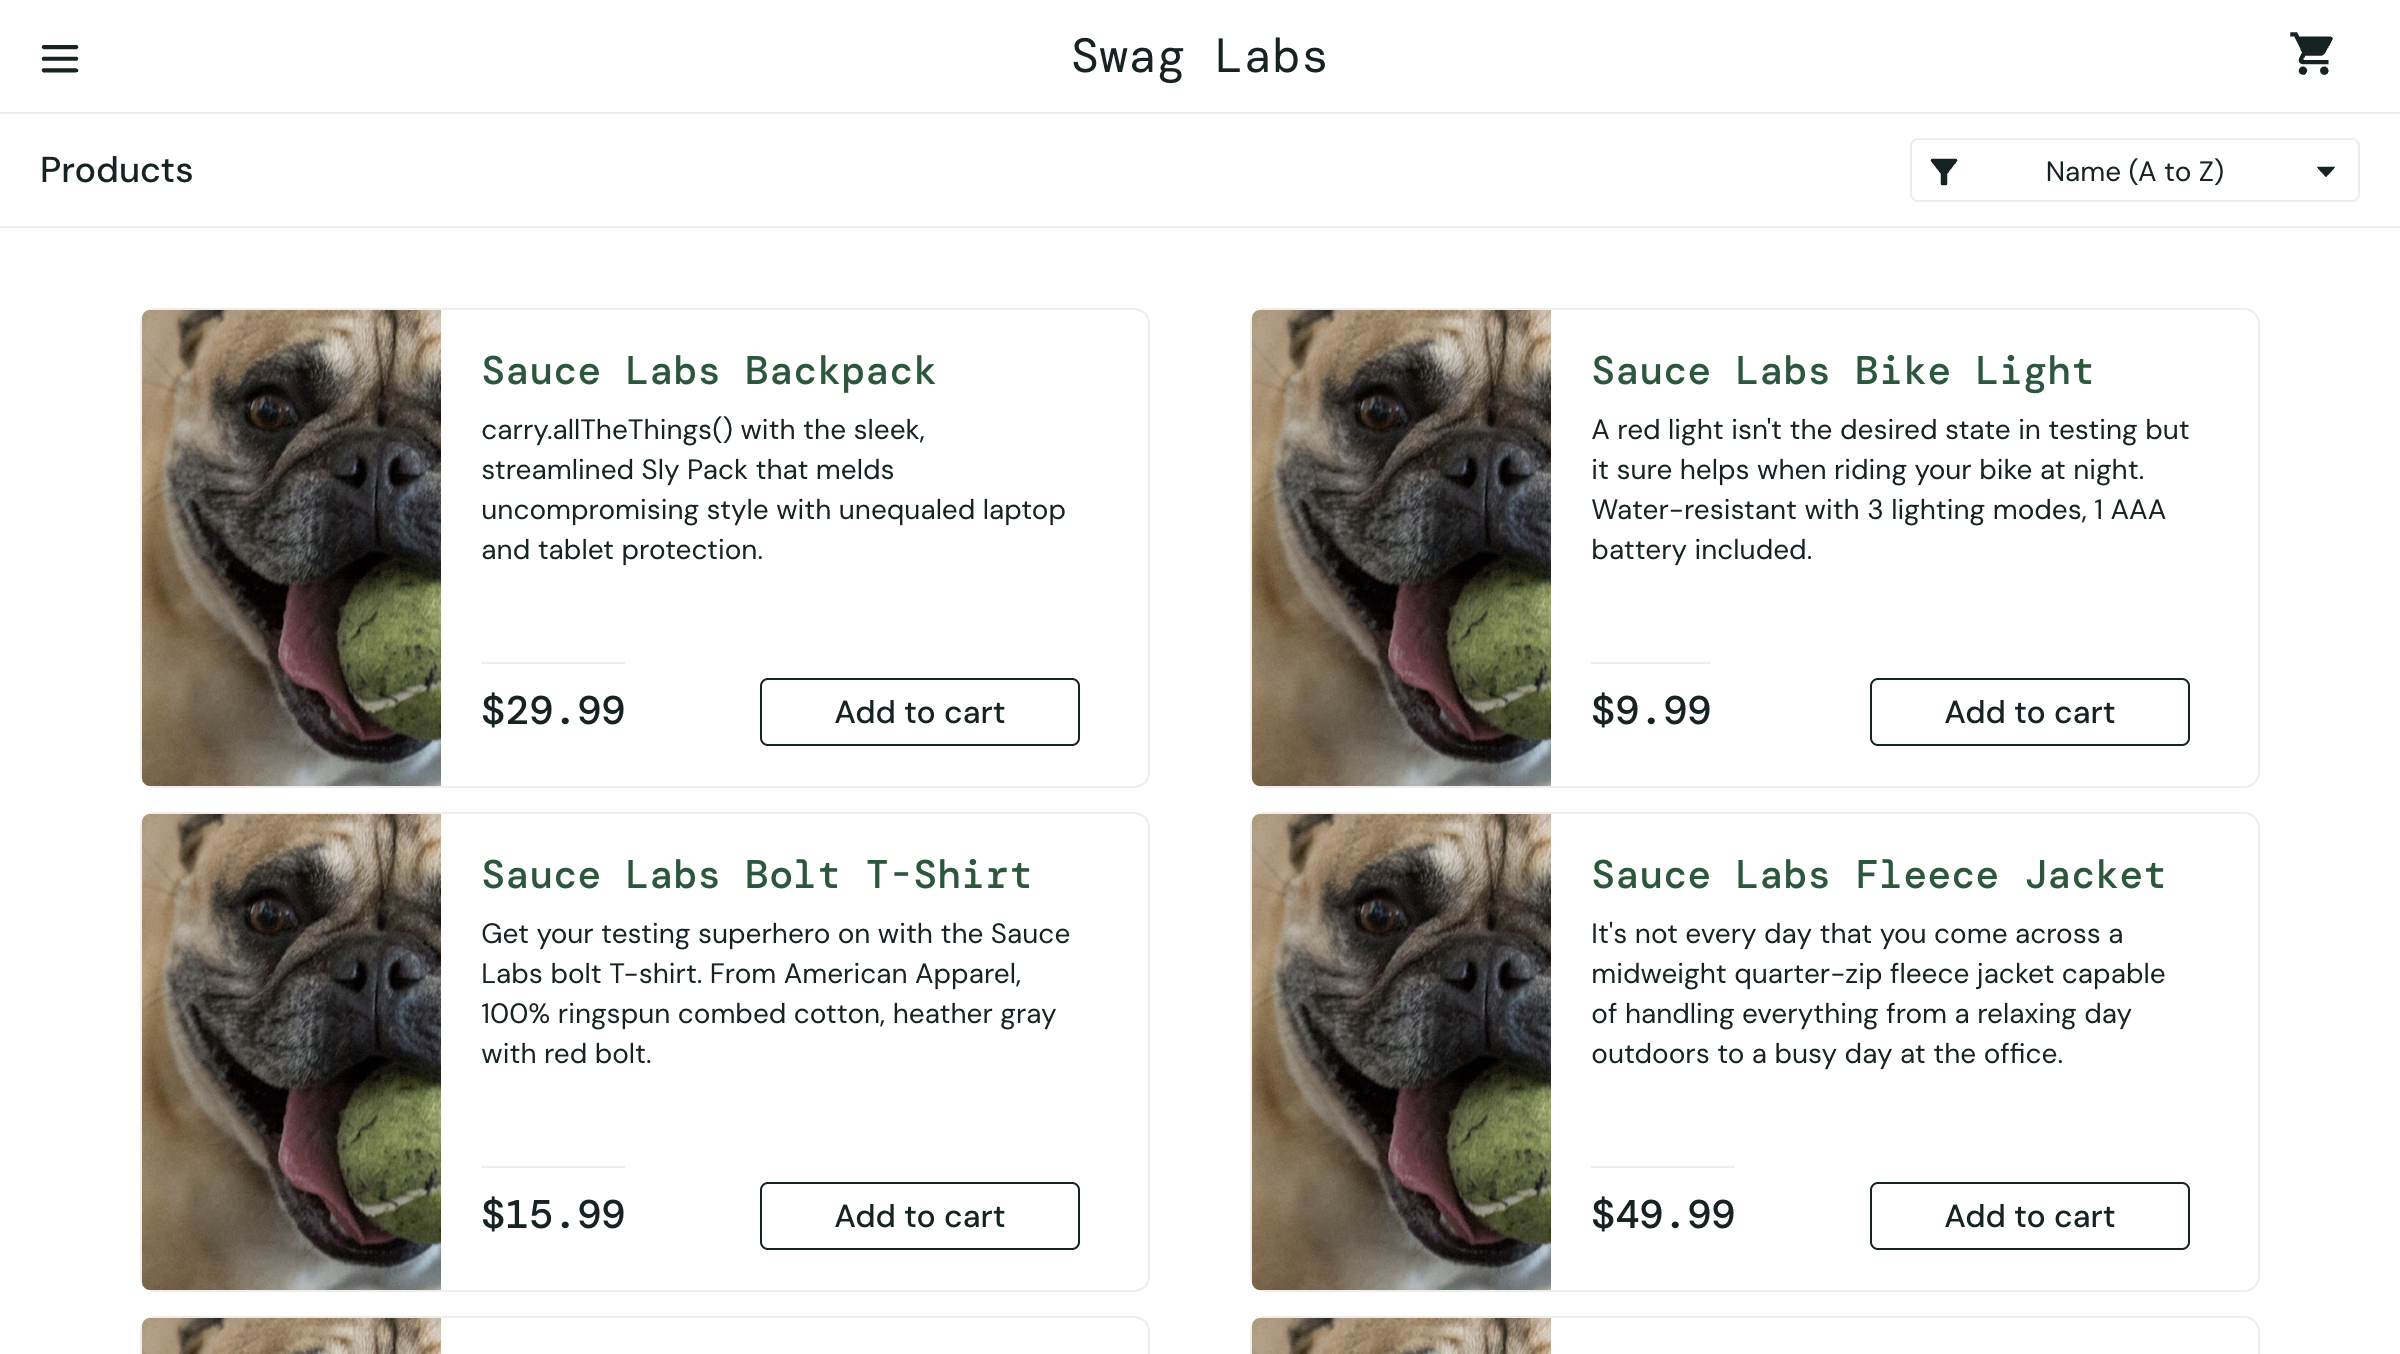 Swag Labs
Products
Name (A to Z)
Sauce Labs Backpack
carry.allTheThings() with the sleek,
streamlined Sly Pack that melds
uncompromising style with unequaled laptop
and tablet protection.
$29.99
Add to cart
Sauce Labs Bike Light
A red light isn't the desired state in testing but
it sure helps when riding your bike at night.
Water-resistant with 3 lighting modes, 1 AAA
battery included.
$9.99
Add to cart
Sauce Labs Bolt T-Shirt
Get your testing superhero on with the Sauce
Labs bolt T-shirt. From American Apparel,
100% ringspun combed cotton, heather gray
with red bolt.
$15.99
Add to cart
Sauce Labs Fleece Jacket
It's not every day that you come across a
midweight quarter-zip fleece jacket capable
of handling everything from a relaxing day
outdoors to a busy day at the office.
$49.99
Add to cart